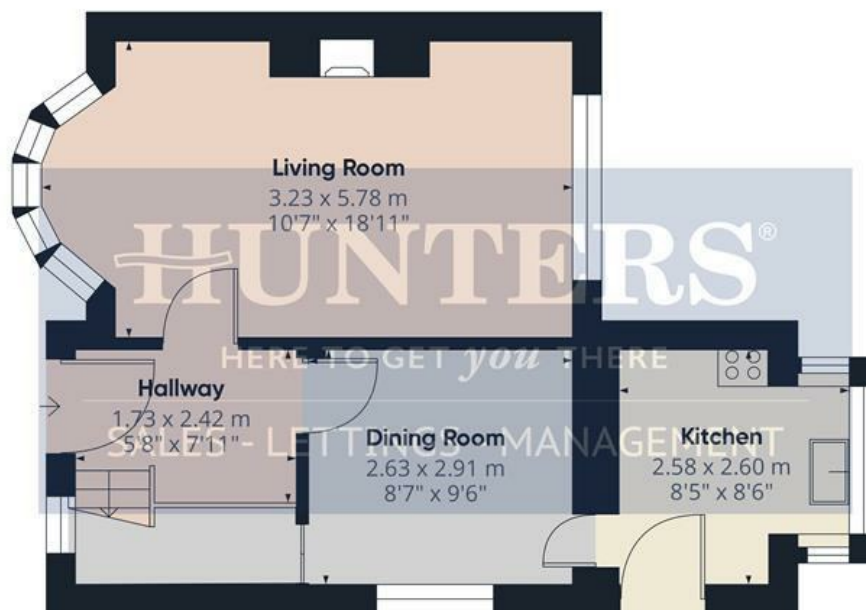 Living Room
3.23 x 5.78 m
10'7" x 18'11"
HUNTERS®
HERE TO GET you THERE
Hallway
1.73 x 2.42 m
5'8" x 7'11"
Dining Room
2.63 x 2.91 m
8'7" x 9'6"
Kitchen
2.58 x 2.60 m
8'5" x 8'6"
SALES - LETTINGS - MANAGEMENT